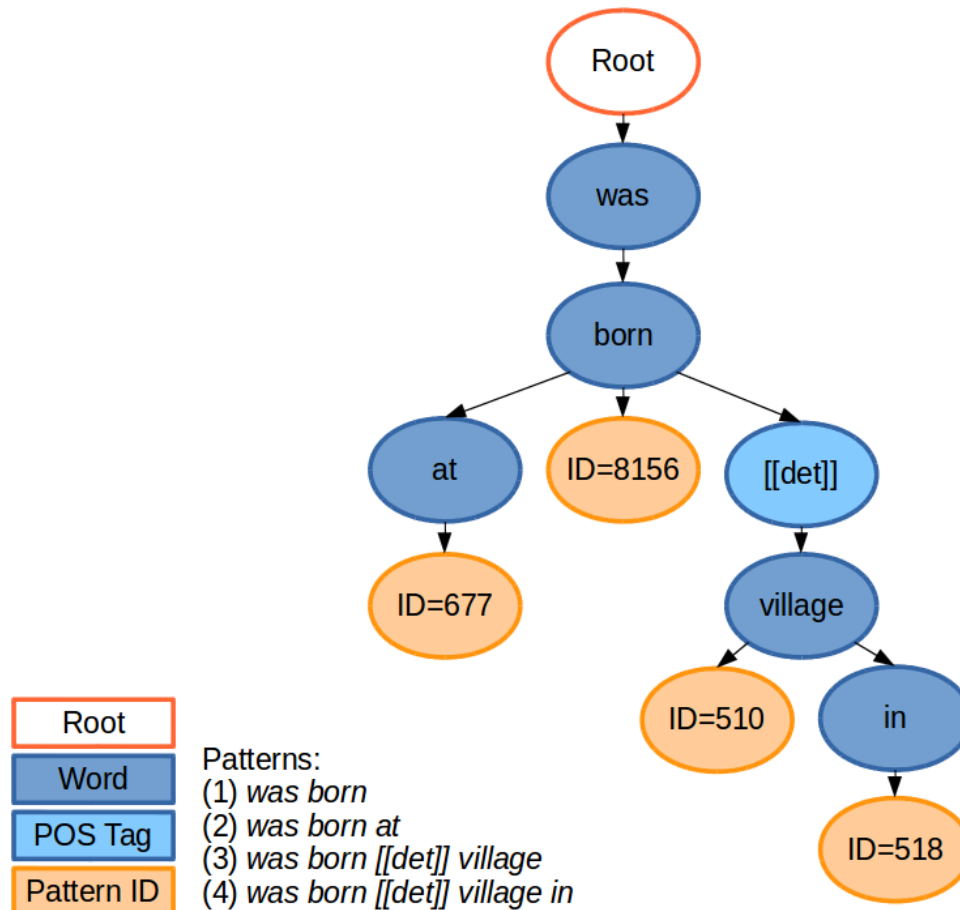 Root
was
born
at
ID=8156
[[det]]
ID=677
village
ID=510
in
ID=518
Root
Word
POS Tag
Pattern ID
Patterns:
(1) was born
(2) was born at
(3) was born [[det]] village
(4) was born [[det]] village in